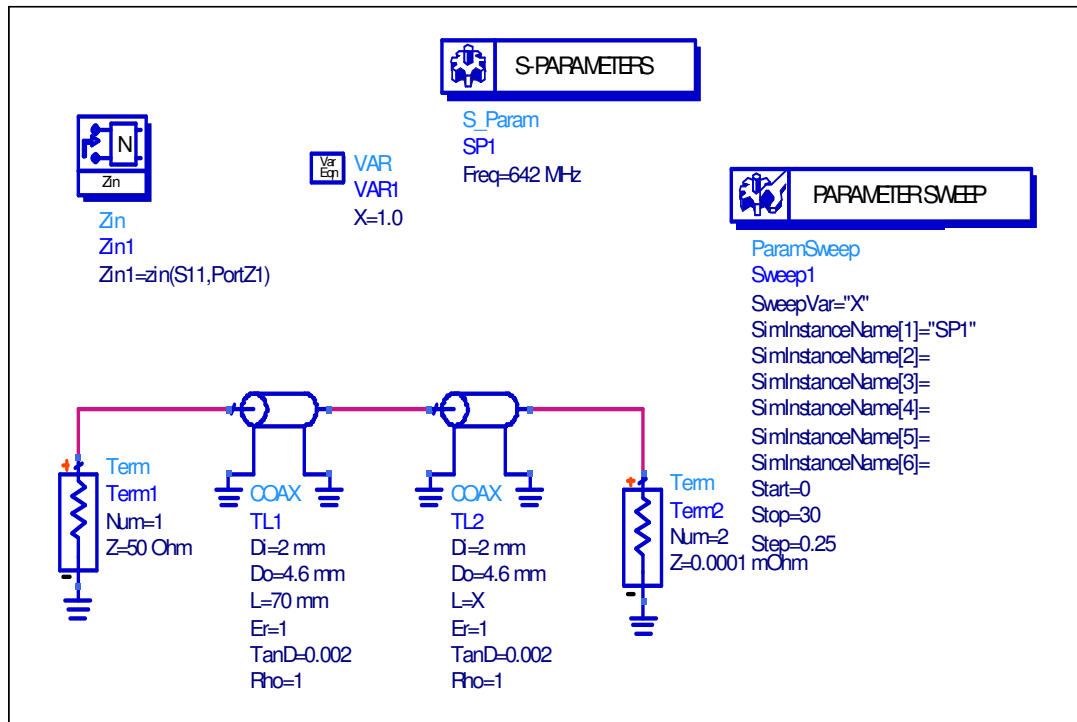 S-PARAMETERS
S_Param
SP1
Freq=642 MHz
N
Zin
Zin
Zin1
Zin1=zin(S11,PortZ1)
Var
Eqn
VAR
VAR1
X=1.0
PARAMETER SWEEP
ParamSweep
Sweep1
SweepVar="X"
SimInstanceName[1]="SP1"
SimInstanceName[2]=
SimInstanceName[3]=
SimInstanceName[4]=
SimInstanceName[5]=
SimInstanceName[6]=
Start=0
Stop=30
Step=0.25
+
Term
Term1
Num=1
Z=50 Ohm
-
COAX
TL1
Di=2 mm
Do=4.6 mm
L=70 mm
Er=1
TanD=0.002
Rho=1
COAX
TL2
Di=2 mm
Do=4.6 mm
L=X
Er=1
TanD=0.002
Rho=1
+
Term
Term2
Num=2
Z=0.0001 mOhm
-